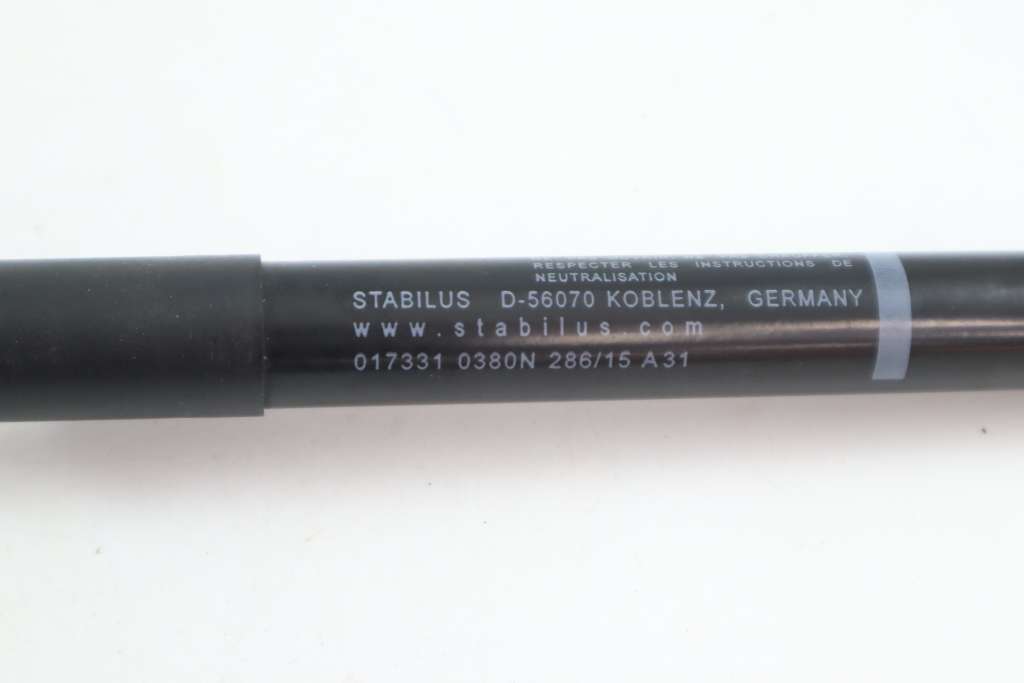 RESPECTER LES INSTRUCTIONS DE
NEUTRALISATION
STABILUS D-56070 KOBLENZ, GERMANY
www.stabilus.com
017331 0380N 286/15 A31